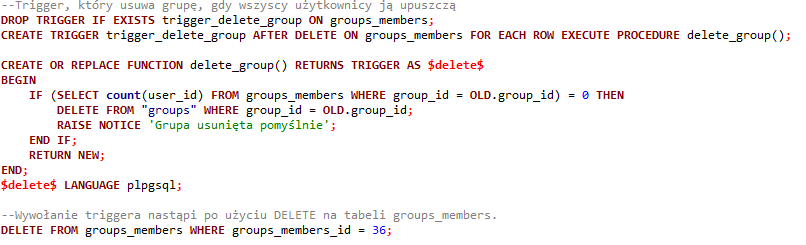 --Trigger, który usuwa grupę, gdy wszyscy użytkownicy ją upuszczą
DROP TRIGGER IF EXISTS trigger_delete_group ON groups_members;
CREATE TRIGGER trigger_delete_group AFTER DELETE ON groups_members FOR EACH ROW EXECUTE PROCEDURE delete_group();
CREATE OR REPLACE FUNCTION delete_group() RETURNS TRIGGER AS $delete$
BEGIN
IF (SELECT count(user_id) FROM groups_members WHERE group_id = OLD.group_id) = 0 THEN
DELETE FROM "groups" WHERE group_id = OLD.group_id;
RAISE NOTICE 'Grupa usunięta pomyślnie';
END IF;
RETURN NEW;
END;
$delete$ LANGUAGE plpgsql;
--Wywołanie triggera nastąpi po użyciu DELETE na tabeli groups_members.
DELETE FROM groups_members WHERE groups_members_id = 36;